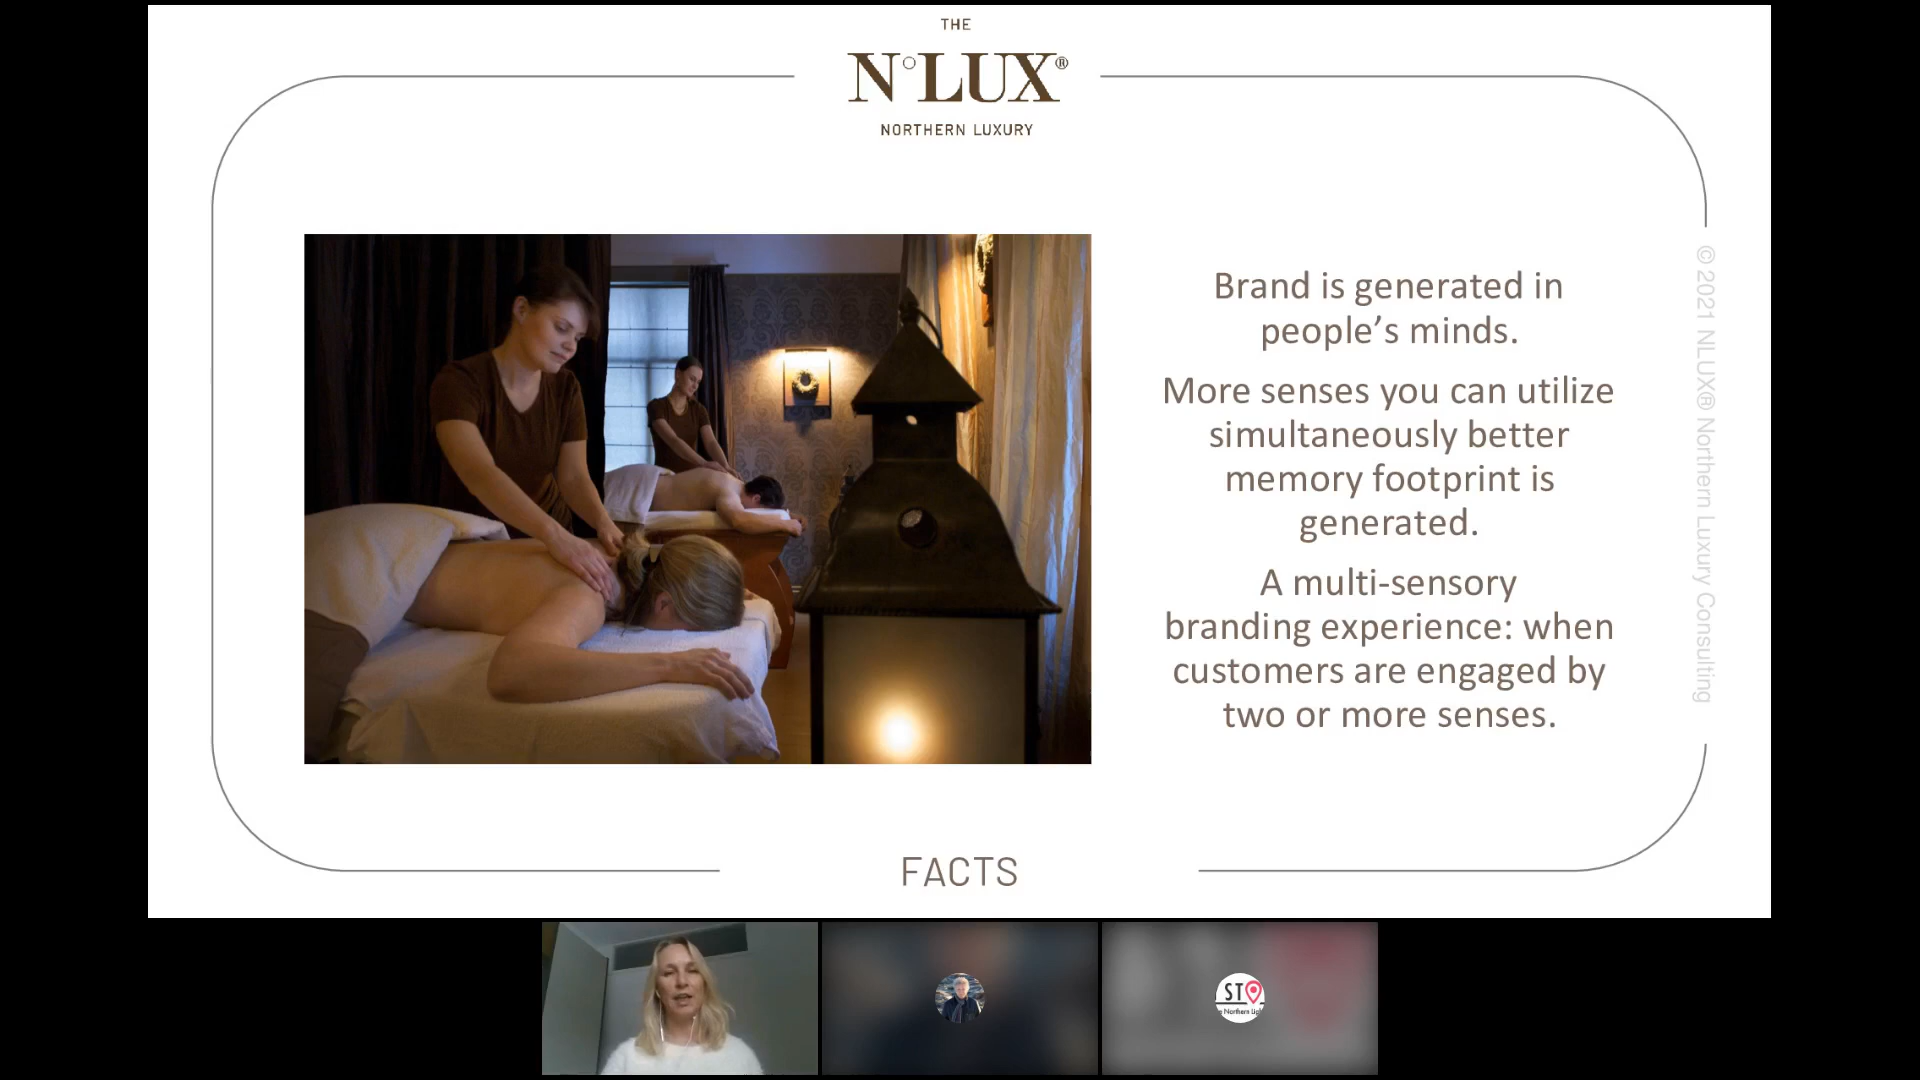 THE
N°LUX®
NORTHERN LUXURY
Brand is generated in
people’s minds.
More senses you can utilize
simultaneously better
memory footprint is
generated.
A multi-sensory
branding experience: when
customers are engaged by
two or more senses.
© 2021 NLUX® Northern Luxury Consulting
FACTS
ST
Northern